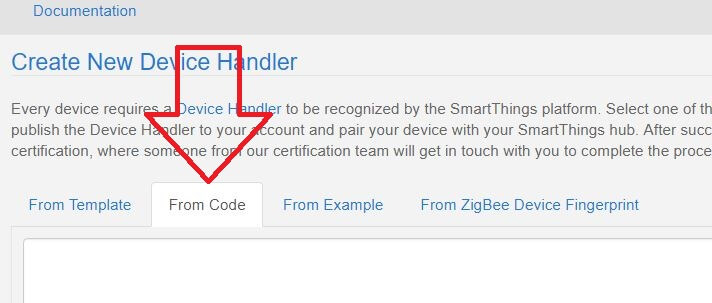 Documentation
Create New Device Handler
Every device requires a Device Handler to be recognized by the SmartThings platform. Select one of th
publish the Device Handler to your account and pair your device with your SmartThings hub. After succ
certification, where someone from our certification team will get in touch with you to complete the proce
From Template From Code From Example From ZigBee Device Fingerprint